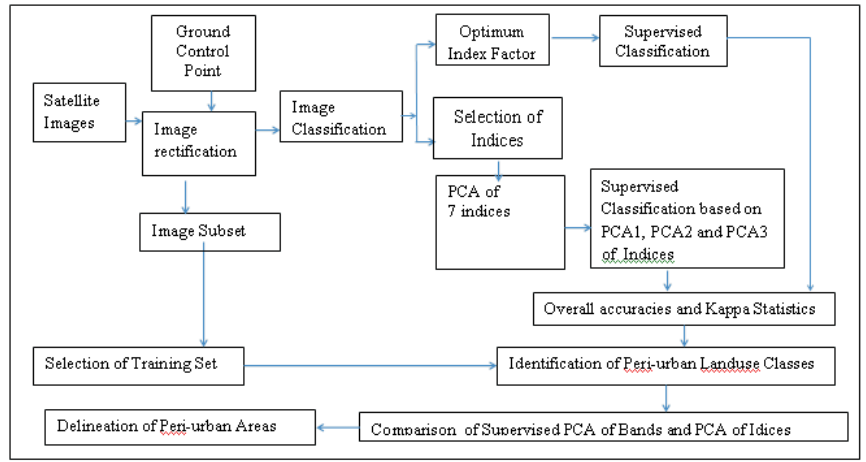 Ground
Control
Point
Optimum
Index Factor
Supervised
Classification
Satellite
Images
Image
rectification
Image
Classification
Selection of
Indices
PCA of
7 indices
Supervised
Classification based on
PCA1, PCA2 and PCA3
of Indices
Image Subset
Overall accuracies and Kappa Statistics
Selection of Training Set
Identification of Peri-urban Landuse Classes
Delineation of Peri-urban Areas
Comparison of Supervised PCA of Bands and PCA of Idices